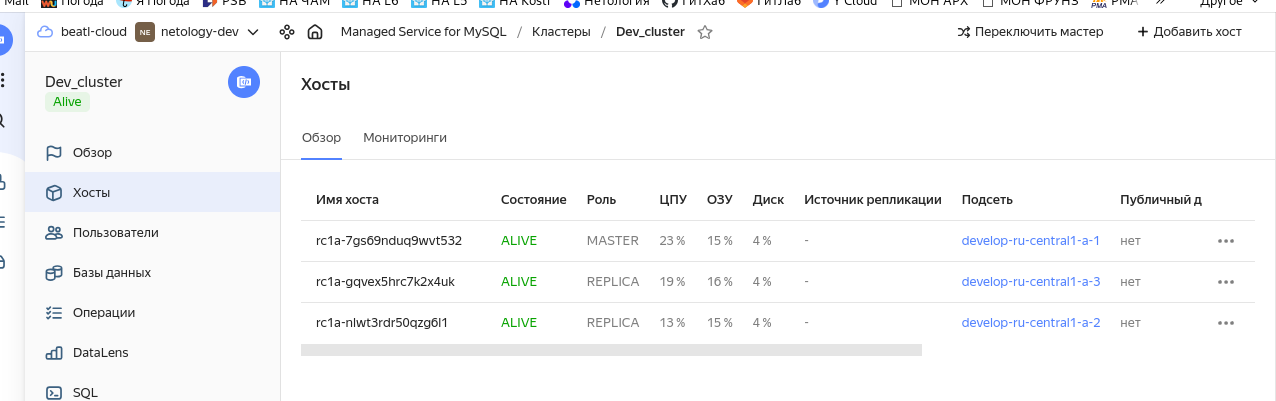 Mail Погода Я Погода PSB НА ЧАМ НА L6 НА L5 НА Kosti Нетология ГитХаб ГитЛаб Y Cloud МОН АРХ МОН ФРУНЗ PMA » Другое
beatl-cloud NE netology-dev Managed Service for MySQL / Кластеры / Dev_cluster Переключить мастер + Добавить хост
Dev_cluster
Alive
Обзор
Хосты
Пользователи
Базы данных
Операции
DataLens
SQL
Хосты
Обзор Мониторинги
Имя хоста Состояние Роль ЦПУ ОЗУ Диск Источник репликации Подсеть Публичный д
rc1a-7gs69nduq9wvt532 ALIVE MASTER 23 % 15 % 4 % - develop-ru-central1-a-1 нет
rc1a-gqvex5hrc7k2x4uk ALIVE REPLICA 19 % 16 % 4 % - develop-ru-central1-a-3 нет
rc1a-nlwt3rdr50qzg6l1 ALIVE REPLICA 13 % 15 % 4 % - develop-ru-central1-a-2 нет